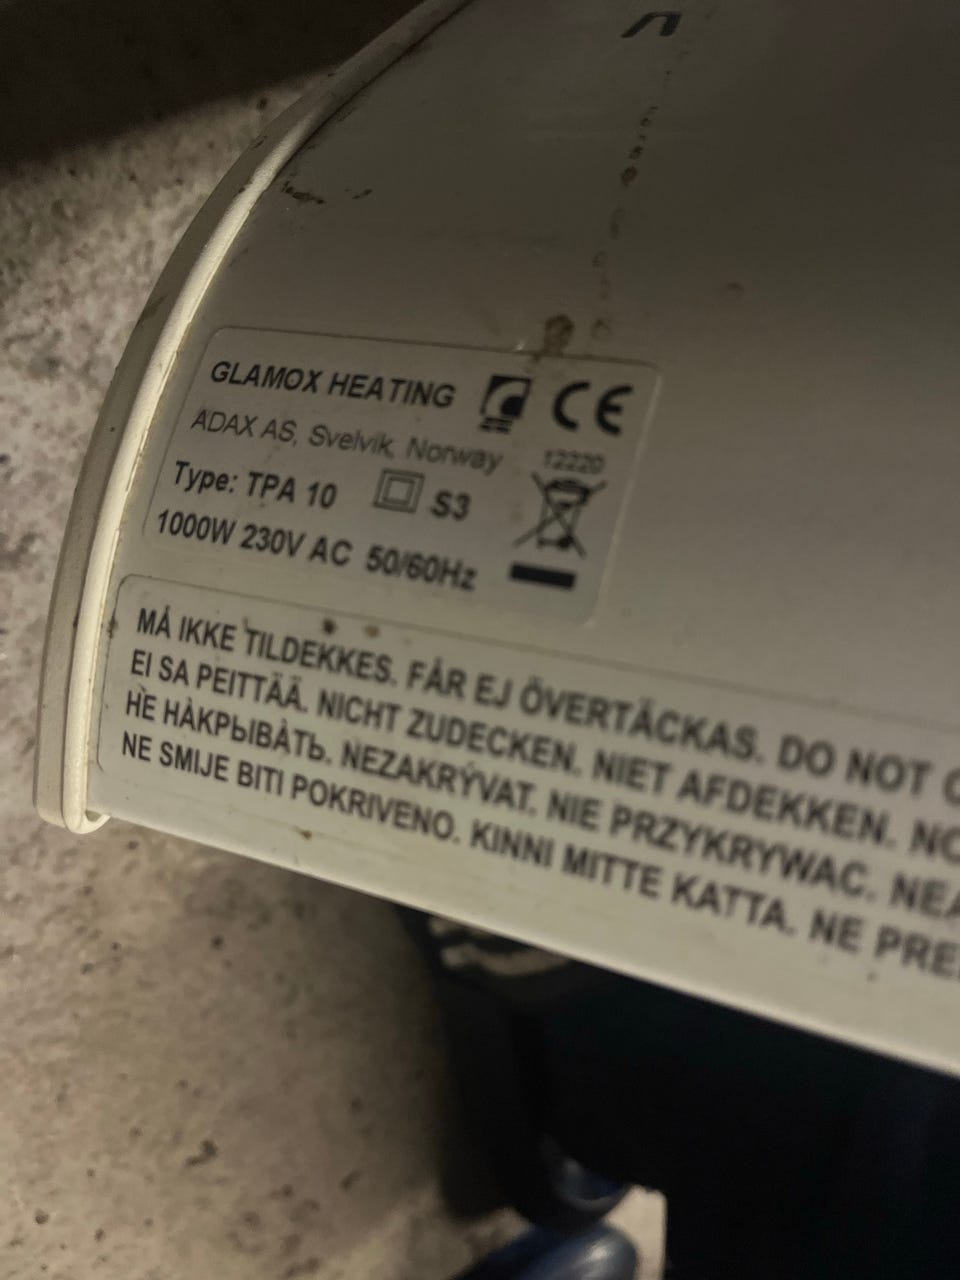 GLAMOX HEATING CE
ADAX AS, Svelvik, Norway 12220
Type: TPA 10 S3
1000W 230V AC 50/60Hz
MÅ IKKE TILDEKKES. FÅR EJ ÖVERTÄCKAS. DO NOT
EI SA PEITTÄÄ. NICHT ZUDECKEN. NIET AFDEKKEN.
HE HÀKPЫBÀTЬ. NEZAKRÝVAT. NIE PRZYKRYWAC.
NE SMIJE BITI POKRIVENO. KINNI MITTE KATTA. NE